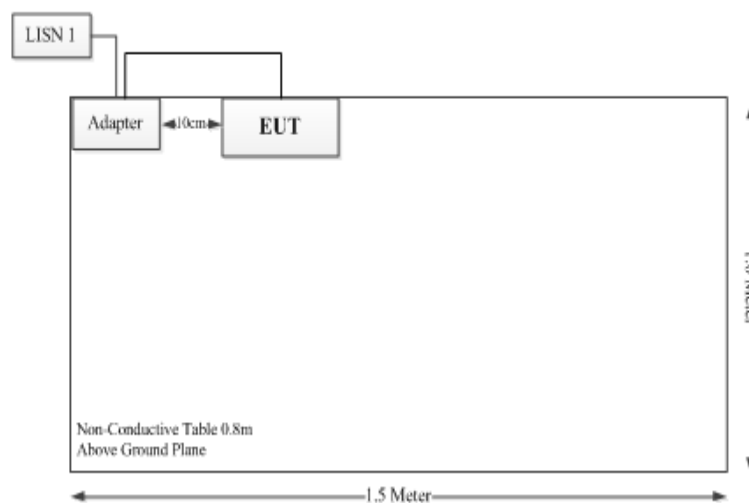 LISN 1
Adapter
10cm
EUT
Non-Conductive Table 0.8m
Above Ground Plane
1.5 Meter